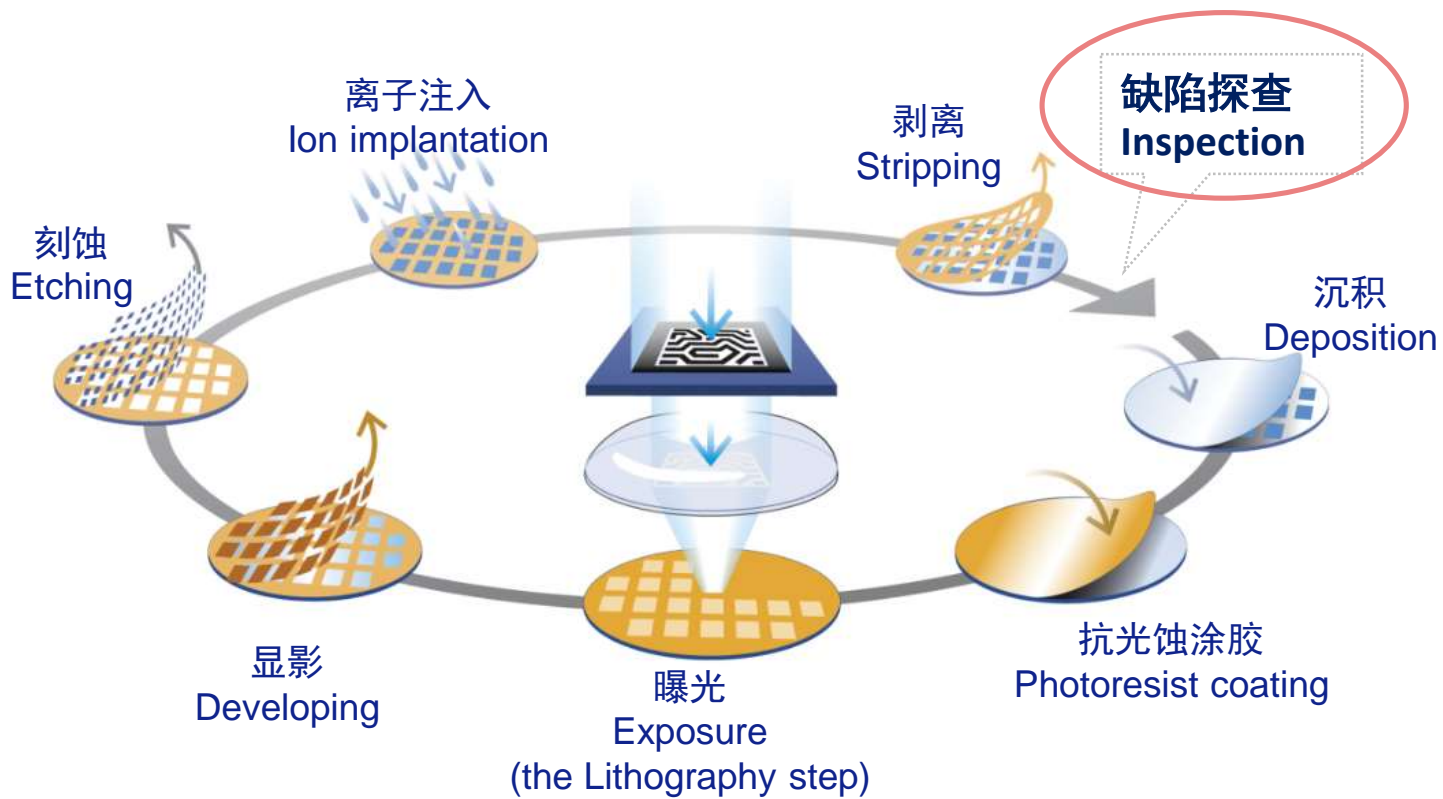 离子注入
Ion implantation
剥离
Stripping
缺陷探查
Inspection
刻蚀
Etching
沉积
Deposition
显影
Developing
曝光
Exposure
(the Lithography step)
抗光蚀涂胶
Photoresist coating